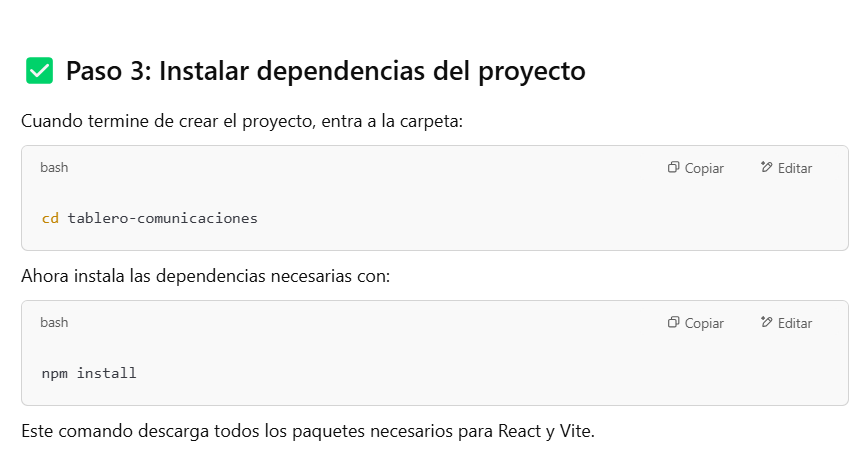 ✅ Paso 3: Instalar dependencias del proyecto
Cuando termine de crear el proyecto, entra a la carpeta:
bash Copiar Editar
cd tablero-comunicaciones
Ahora instala las dependencias necesarias con:
bash Copiar Editar
npm install
Este comando descarga todos los paquetes necesarios para React y Vite.